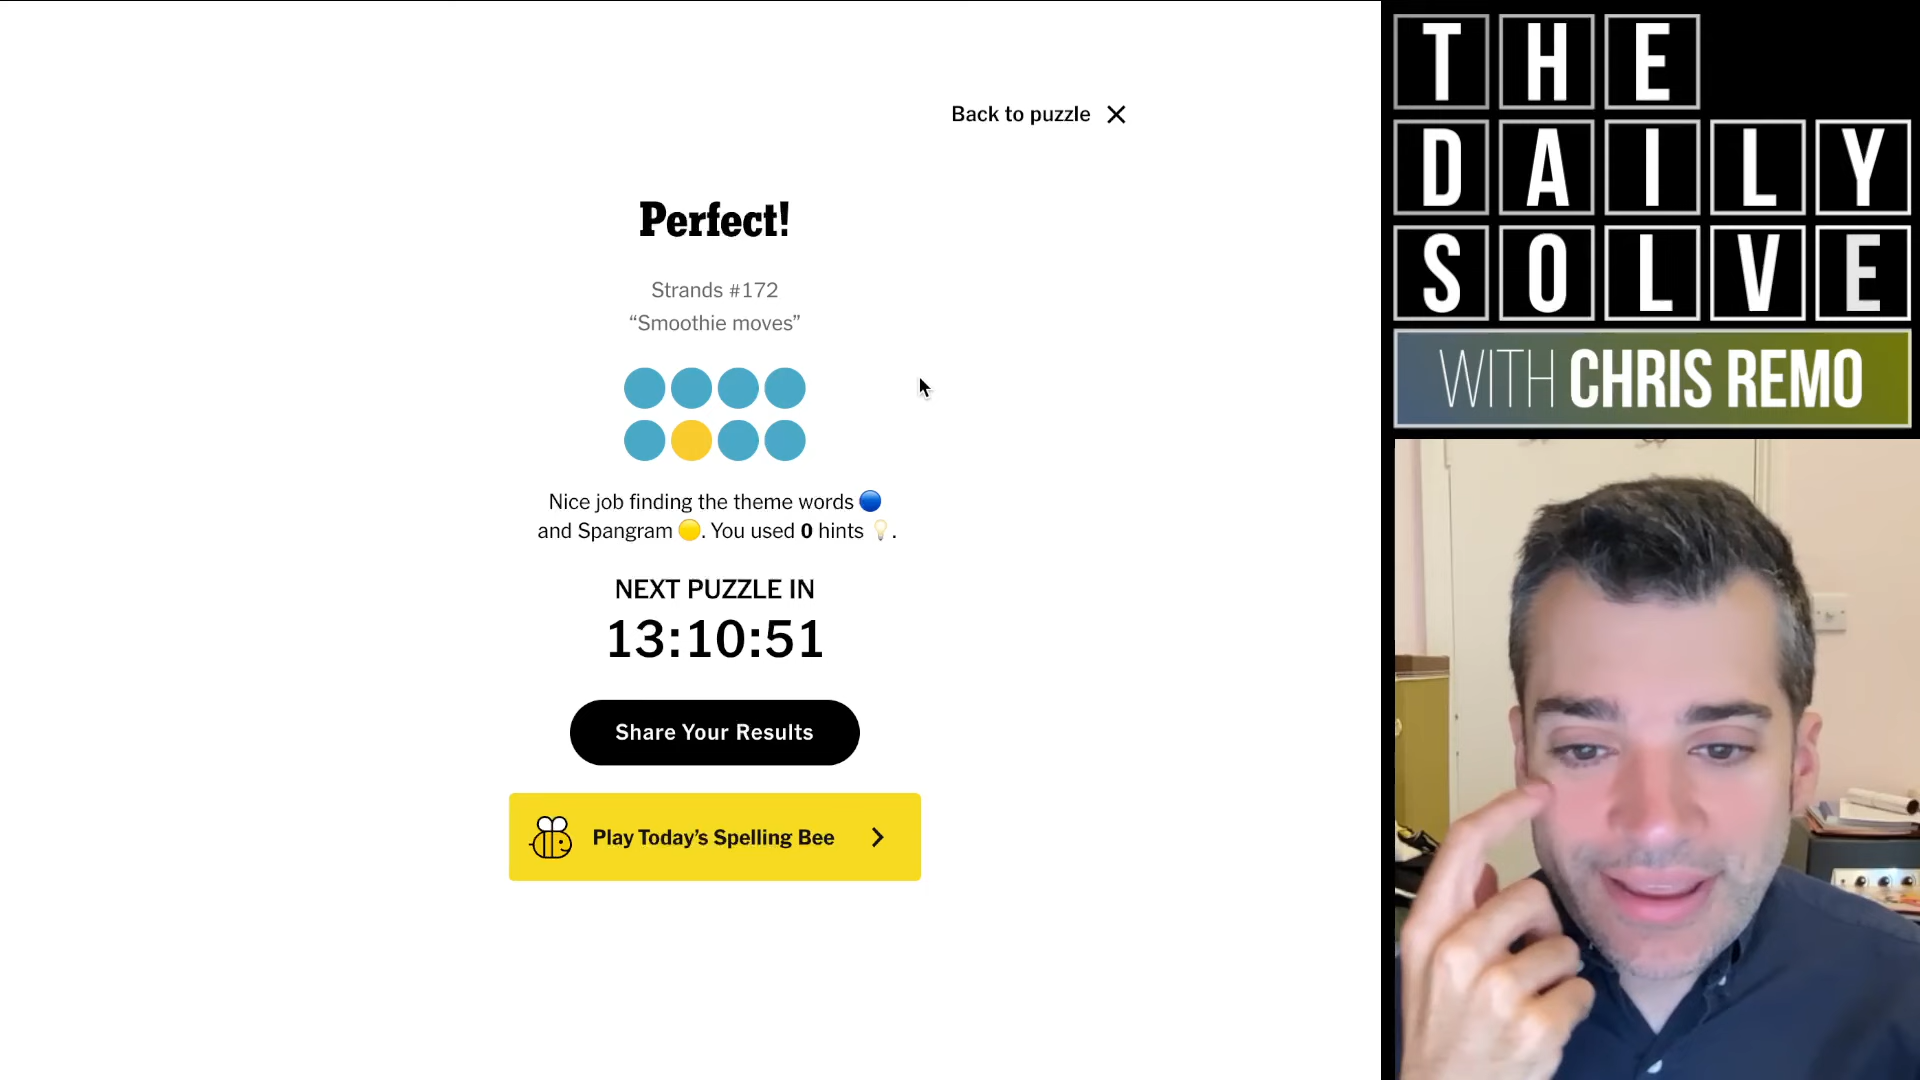 Back to puzzle
Perfect!
Strands #172
“Smoothie moves”
Nice job finding the theme words
and Spangram . You used 0 hints .
NEXT PUZZLE IN
13:10:51
Share Your Results
Play Today’s Spelling Bee
THE
DAILY
SOLVE
WITH CHRIS REMO